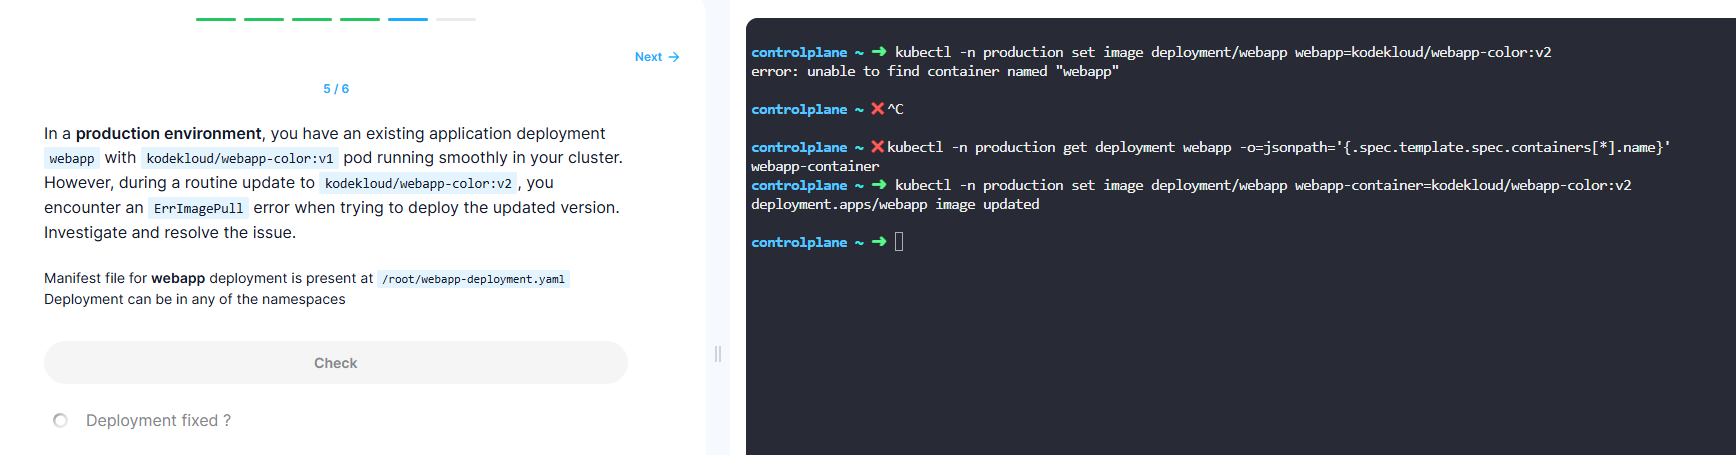 Next →
5 / 6
In a production environment, you have an existing application deployment
webapp with kodekloud/webapp-color:v1 pod running smoothly in your cluster.
However, during a routine update to kodekloud/webapp-color:v2 , you
encounter an ErrImagePull error when trying to deploy the updated version.
Investigate and resolve the issue.
Manifest file for webapp deployment is present at /root/webapp-deployment.yaml
Deployment can be in any of the namespaces
Check
Deployment fixed ?
controlplane ~ ➜ kubectl -n production set image deployment/webapp webapp=kodekloud/webapp-color:v2
error: unable to find container named "webapp"
controlplane ~ ✖ ^C
controlplane ~ ✖ kubectl -n production get deployment webapp -o=jsonpath='{.spec.template.spec.containers[*].name}'
webapp-container
controlplane ~ ➜ kubectl -n production set image deployment/webapp webapp-container=kodekloud/webapp-color:v2
deployment.apps/webapp image updated
controlplane ~ ➜